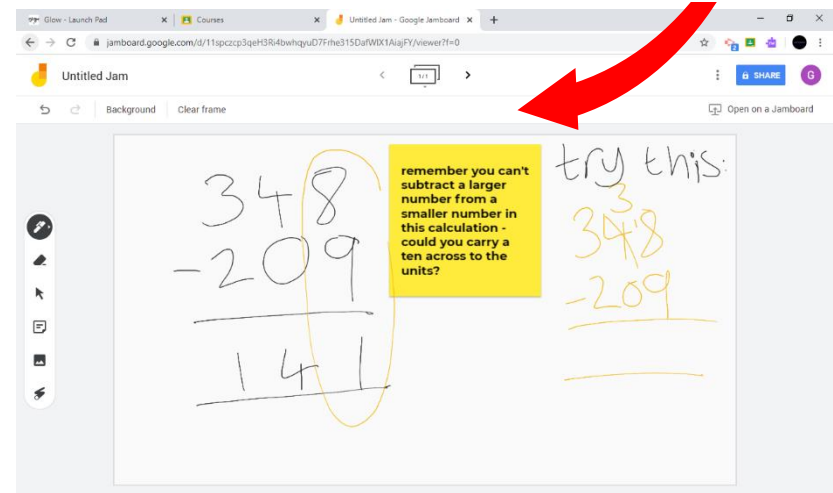 Glow - Launch Pad
Courses
Untitled Jam - Google Jamboard
jamboard.google.com/d/11spczcp3qeH3Ri4bwhqyuD7Frhe315DafWIX1AiajFY/viewer?f=0
Untitled Jam
1/1
SHARE
G
Background
Clear frame
Open on a Jamboard
348
-209
141
remember you can't
subtract a larger
number from a
smaller number in
this calculation -
could you carry a
ten across to the
units?
try this:
3
34'8
-209